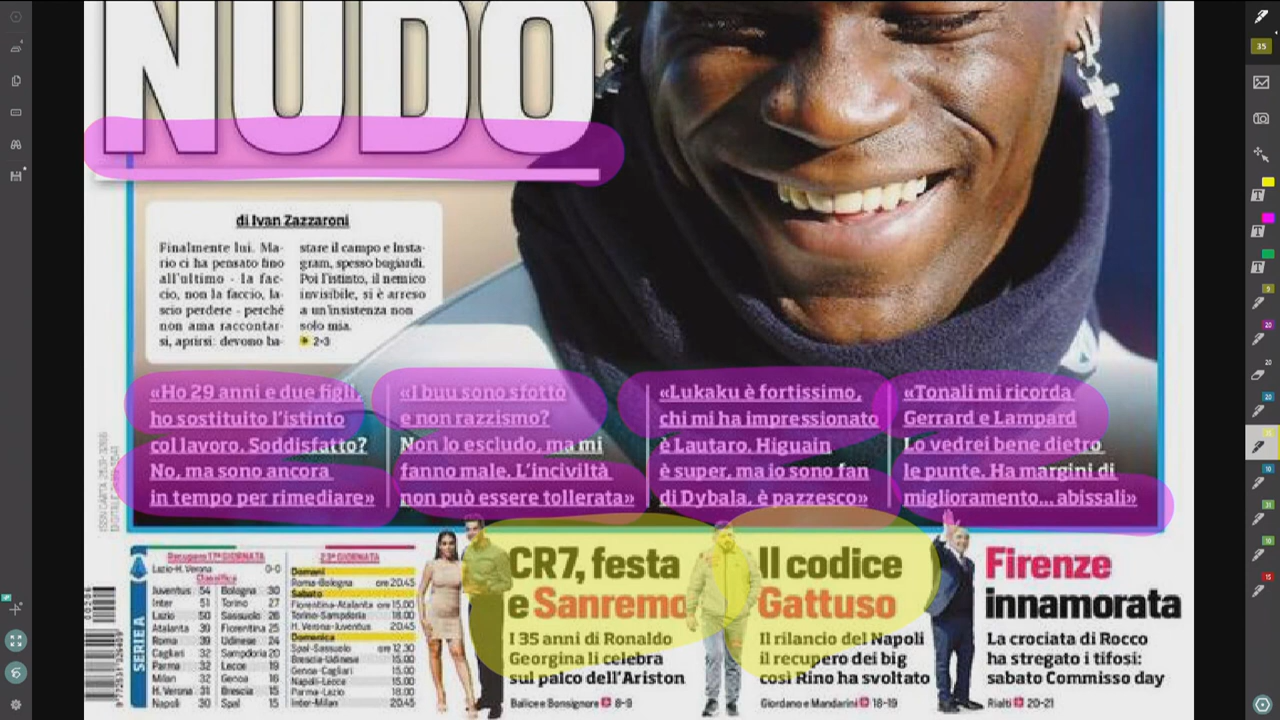 NUDO
di Ivan Zazzaroni
Finalmente lui. Ma-
rio ci ha pensato fino
all'ultimo - la fac-
cio, non la faccio, la-
scio perdere - perché
non ama raccontar-
si, aprirsi: devono ba-
stare il campo e Insta-
gram, spesso bugiardi.
Poi l'istinto, il nemico
invisibile, si è arreso
a un'insistenza non
solo mia.
2-3
«Ho 29 anni e due figli,
ho sostituito l'istinto
col lavoro. Soddisfatto?
No, ma sono ancora
in tempo per rimediare»
«I buu sono sfottò
e non razzismo?
Non lo escludo, ma mi
fanno male. L'inciviltà
non può essere tollerata»
«Lukaku è fortissimo,
chi mi ha impressionato
è Lautaro. Higuain
è super, ma io sono fan
di Dybala, è pazzesco»
«Tonali mi ricorda
Gerrard e Lampard
Lo vedrei bene dietro
le punte. Ha margini di
miglioramento... abissali»
SERIE A
Recupero 17ª GIORNATA
Lazio-H. Verona 0-0
Classifica
Juventus 54 Bologna 30
Inter 51 Torino 27
Lazio 50 Sassuolo 26
Atalanta 39 Fiorentina 25
Roma 39 Udinese 24
Cagliari 32 Sampdoria 20
Parma 32 Lecce 19
Milan 32 Genoa 16
H. Verona 31 Brescia 15
Napoli 30 Spal 15
23ª GIORNATA
Domani
Roma-Bologna ore 20.45
Sabato
Fiorentina-Atalanta ore 15.00
Torino-Sampdoria 18.00
H. Verona-Juventus 20.45
Domenica
Spal-Sassuolo ore 12.30
Brescia-Udinese 15.00
Genoa-Cagliari 15.00
Napoli-Lecce 15.00
Parma-Lazio 18.00
Inter-Milan 20.45
CR7, festa
e Sanremo
I 35 anni di Ronaldo
Georgina li celebra
sul palco dell'Ariston
Balice e Bonsignore 8-9
Il codice
Gattuso
Il rilancio del Napoli
il recupero dei big
così Rino ha svoltato
Giordano e Mandarini 18-19
Firenze
innamorata
La crociata di Rocco
ha stregato i tifosi:
sabato Commisso day
Rialti 20-21
35